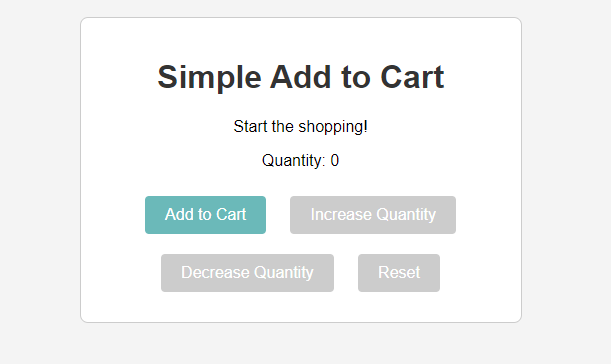 Simple Add to Cart
Start the shopping!
Quantity: 0
Add to Cart Increase Quantity
Decrease Quantity Reset